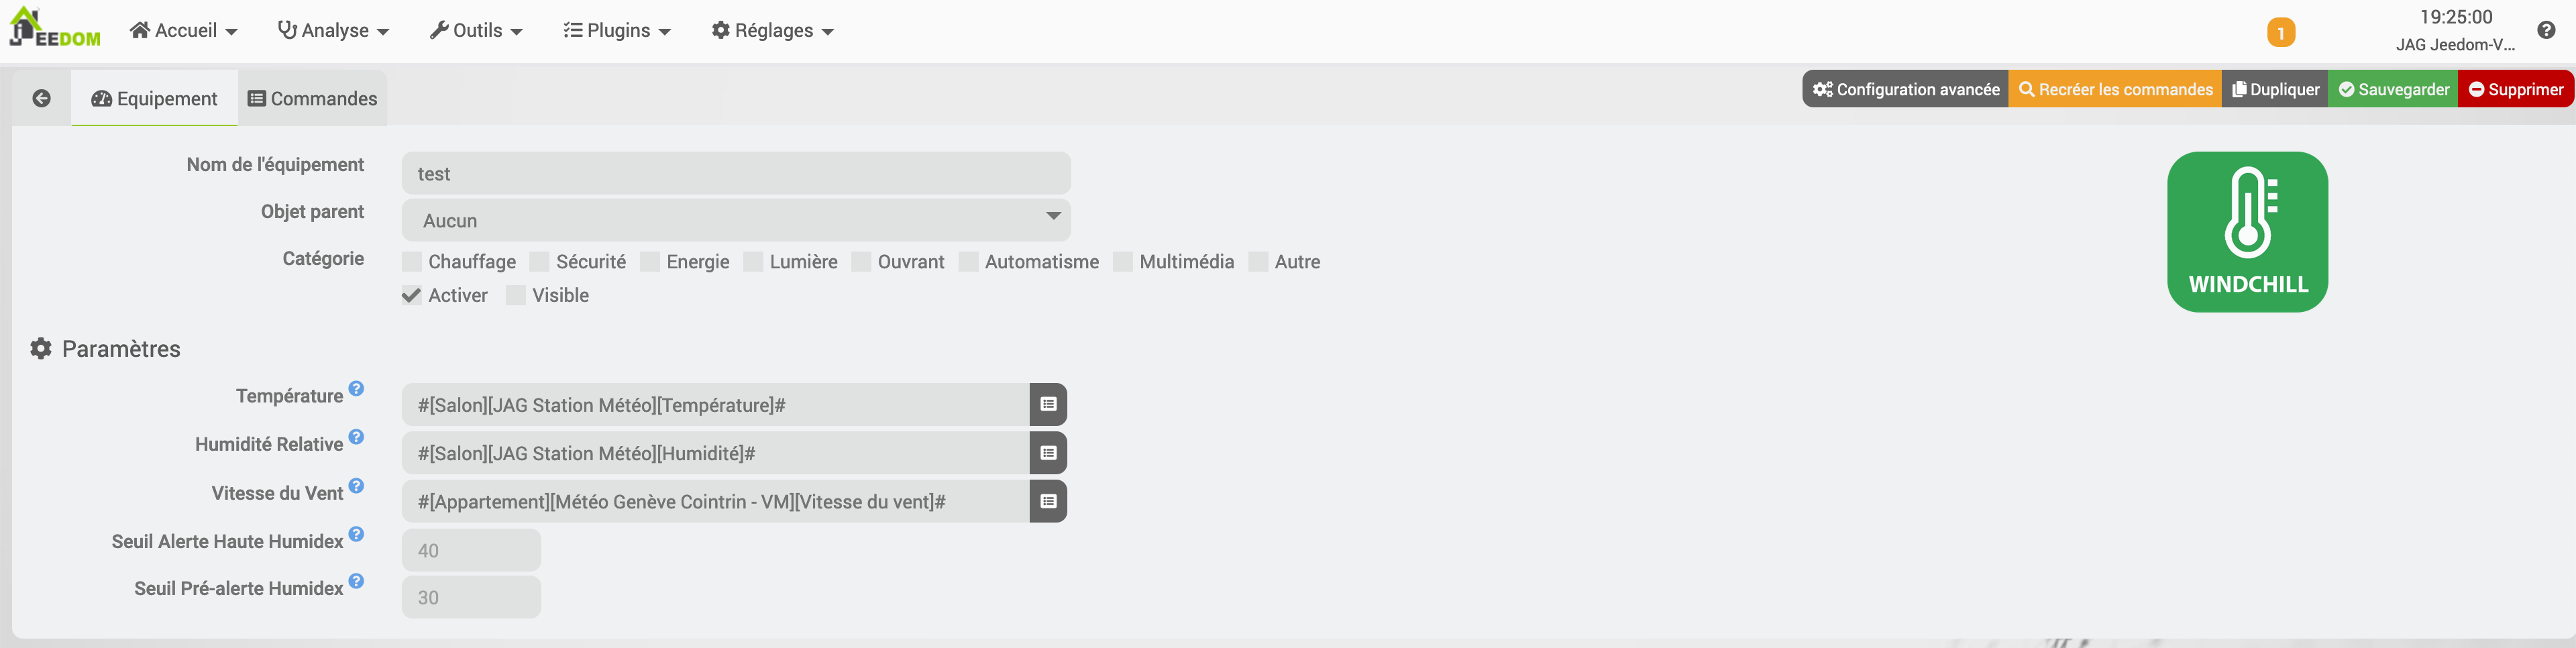 JEEDOM Accueil Analyse Outils Plugins Réglages 1 19:25:00
JAG Jeedom-V...
Equipement Commandes Configuration avancée Recréer les commandes Dupliquer Sauvegarder Supprimer
Nom de l'équipement test
Objet parent Aucun
Catégorie Chauffage Sécurité Energie Lumière Ouvrant Automatisme Multimédia Autre
Activer Visible
WINDCHILL
Paramètres
Température #[Salon][JAG Station Météo][Température]#
Humidité Relative #[Salon][JAG Station Météo][Humidité]#
Vitesse du Vent #[Appartement][Météo Genève Cointrin - VM][Vitesse du vent]#
Seuil Alerte Haute Humidex 40
Seuil Pré-alerte Humidex 30